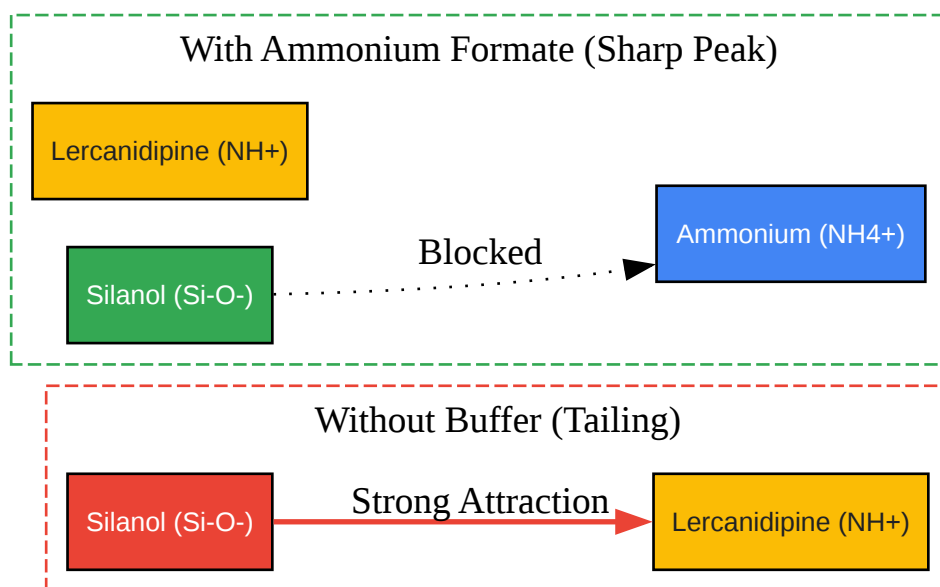 With Ammonium Formate (Sharp Peak)
Lercanidipine (NH+)
Ammonium (NH4+)
Blocked
Silanol (Si-O-)
Without Buffer (Tailing)
Silanol (Si-O-)
Strong Attraction
Lercanidipine (NH+)